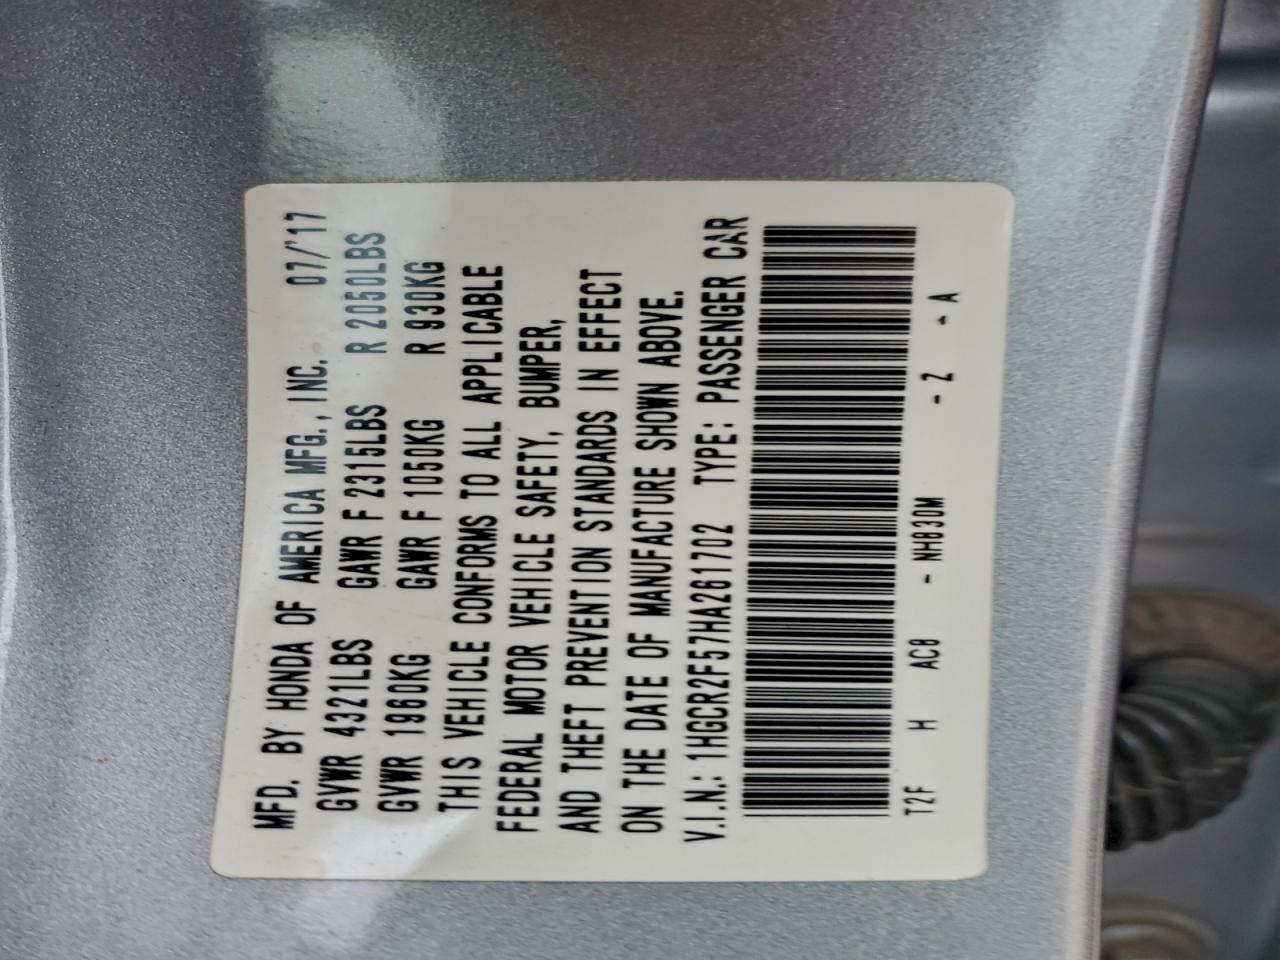 MFD. BY HONDA OF AMERICA MFG., INC. 07/'17
GVWR 4321LBS GAWR F 2315LBS R 2050LBS
GVWR 1960KG GAWR F 1050KG R 930KG
THIS VEHICLE CONFORMS TO ALL APPLICABLE
FEDERAL MOTOR VEHICLE SAFETY, BUMPER,
AND THEFT PREVENTION STANDARDS IN EFFECT
ON THE DATE OF MANUFACTURE SHOWN ABOVE.
V.I.N.: 1HGCR2F57HA261702 TYPE: PASSENGER CAR
T2F H AC8 - NH830M - Z - A